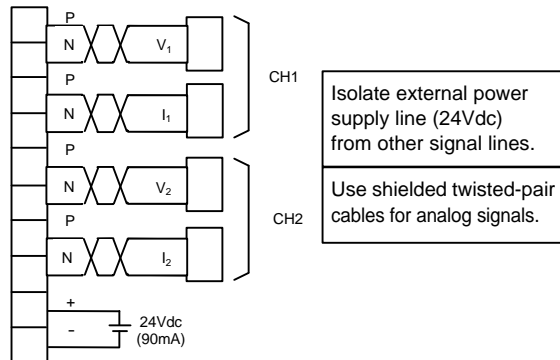 P
N
V₁
CH1
P
N
I₁
P
N
V₂
CH2
P
N
I₂
+
-
24Vdc
(90mA)
Isolate external power
supply line (24Vdc)
from other signal lines.
Use shielded twisted-pair
cables for analog signals.